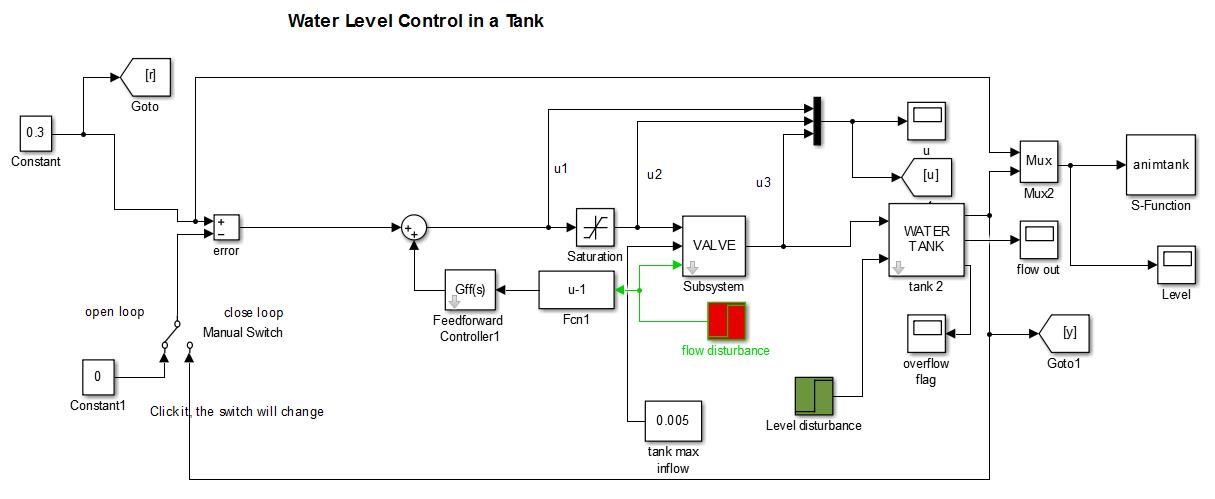 Water Level Control in a Tank
[r]
Goto
0.3
Constant
u1
u2
u3
u
[u]
Mux
Mux2
animtank
S-Function
+
−
error
+
+
Saturation
VALVE
Subsystem
WATER
TANK
tank 2
flow out
Level
Gff(s)
Feedforward
Controller1
u-1
Fcn1
flow disturbance
open loop
close loop
Manual Switch
overflow
flag
[y]
Goto1
0
Constant1
Click it, the switch will change
0.005
tank max
inflow
Level disturbance